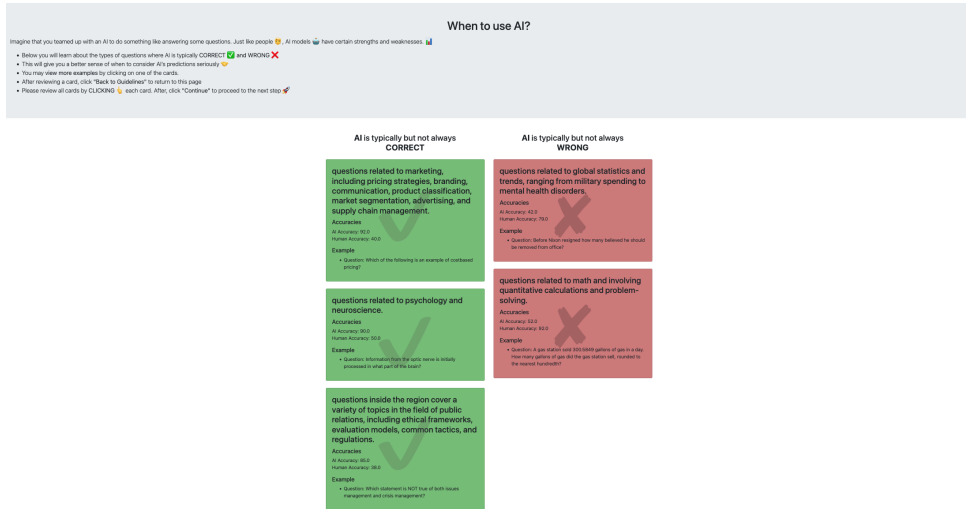 When to use AI?
Imagine that you teamed up with an AI to do something like answering some questions. Just like people 🧑, AI models 🤖 have certain strengths and weaknesses. 📊
• Below you will learn about the types of questions where AI is typically CORRECT ✅ and WRONG ❌
• This will give you a better sense of when to consider AI's predictions seriously 🤝
• You may view more examples by clicking on one of the cards.
• After reviewing a card, click "Back to Guidelines" to return to this page
• Please review all cards by CLICKING 👆 each card. After, click "Continue" to proceed to the next step 🚀
AI is typically but not always
CORRECT
questions related to marketing,
including pricing strategies, branding,
communication, product classification,
market segmentation, advertising, and
supply chain management.
Accuracies
AI Accuracy: 92.0
Human Accuracy: 40.0
Example
• Question: Which of the following is an example of costbased
pricing?
questions related to psychology and
neuroscience.
Accuracies
AI Accuracy: 90.0
Human Accuracy: 50.0
Example
• Question: Information from the optic nerve is initially
processed in what part of the brain?
questions inside the region cover a
variety of topics in the field of public
relations, including ethical frameworks,
evaluation models, common tactics, and
regulations.
Accuracies
AI Accuracy:
Human Accuracy: 38.0
Example
• Question: Which statement is NOT true of both issues
management and crisis management?
AI is typically but not always
WRONG
questions related to global statistics and
trends, ranging from military spending to
mental health disorders.
Accuracies
AI Accuracy: 42.0
Human Accuracy: 79.0
Example
• Question: Before Nixon resigned how many believed he should
be removed from office?
questions related to math and involving
quantitative calculations and problem-
solving.
Accuracies
AI Accuracy: 52.0
Human Accuracy:
Example
• Question: A gas station sold 300.5849 gallons of gas in a day.
How many gallons of gas did the gas station sell, rounded to
the nearest hundredth?